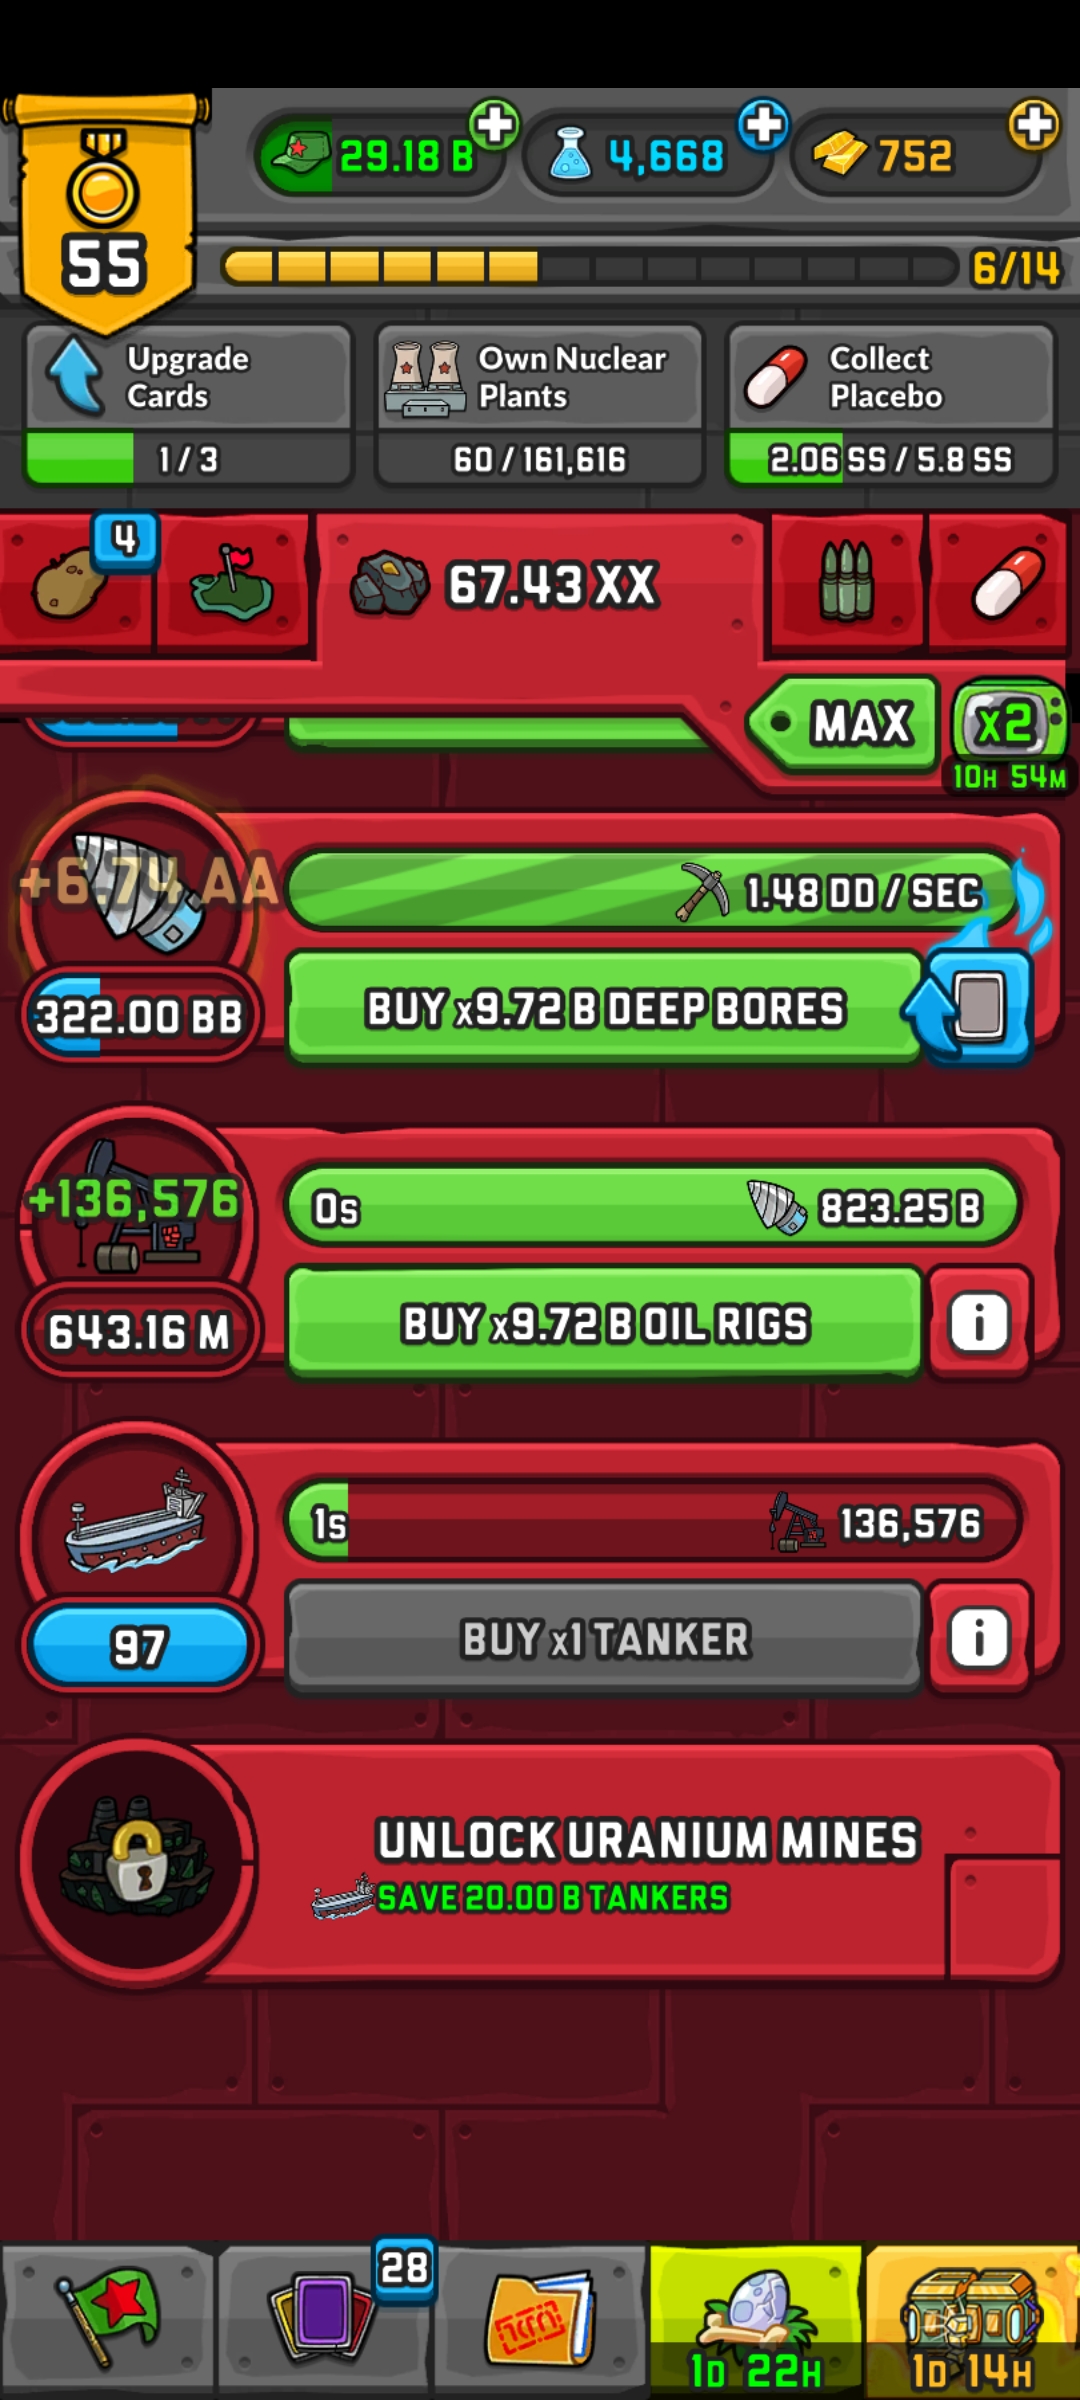 29.18 B
4,668
752
55
6/14
Upgrade
Cards
1 / 3
Own Nuclear
Plants
60 / 161,616
Collect
Placebo
2.06 SS / 5.8 SS
4
67.43 XX
MAX
x2
10H 54M
+6.74 AA
1.48 DD / SEC
322.00 BB
BUY x9.72 B DEEP BORES
+136,576
0s
823.25 B
643.16 M
BUY x9.72 B OIL RIGS
1s
136,576
97
BUY x1 TANKER
UNLOCK URANIUM MINES
SAVE 20.00 B TANKERS
28
1D 22H
1D 14H